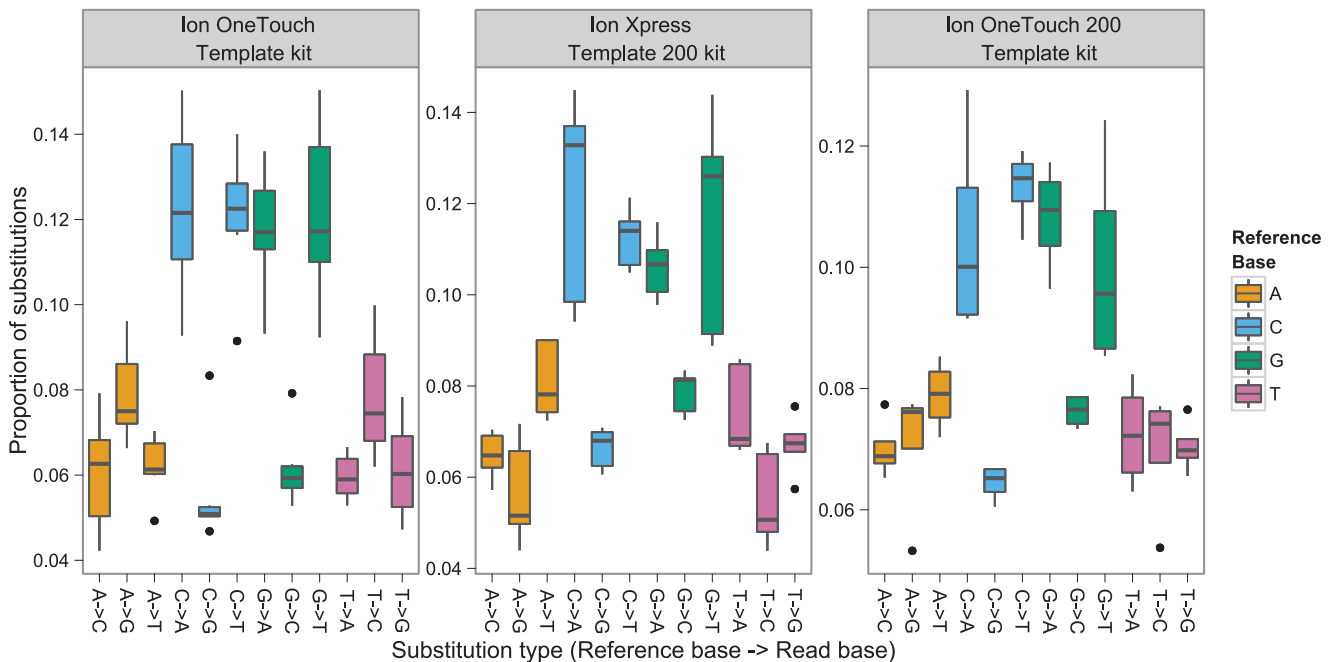 Ion OneTouch
Template kit
Ion Xpress
Template 200 kit
Ion OneTouch 200
Template kit
Proportion of substitutions
0.14
0.12
0.10
0.08
0.06
0.04
0.14
0.12
0.10
0.08
0.06
0.04
0.12
0.10
0.08
0.06
A->C
A->G
A->T
C->A
C->G
C->T
G->A
G->C
G->T
T->A
T->C
T->G
A->C
A->G
A->T
C->A
C->G
C->T
G->A
G->C
G->T
T->A
T->C
T->G
A->C
A->G
A->T
C->A
C->G
C->T
G->A
G->C
G->T
T->A
T->C
T->G
Substitution type (Reference base -> Read base)
Reference
Base
A
C
G
T